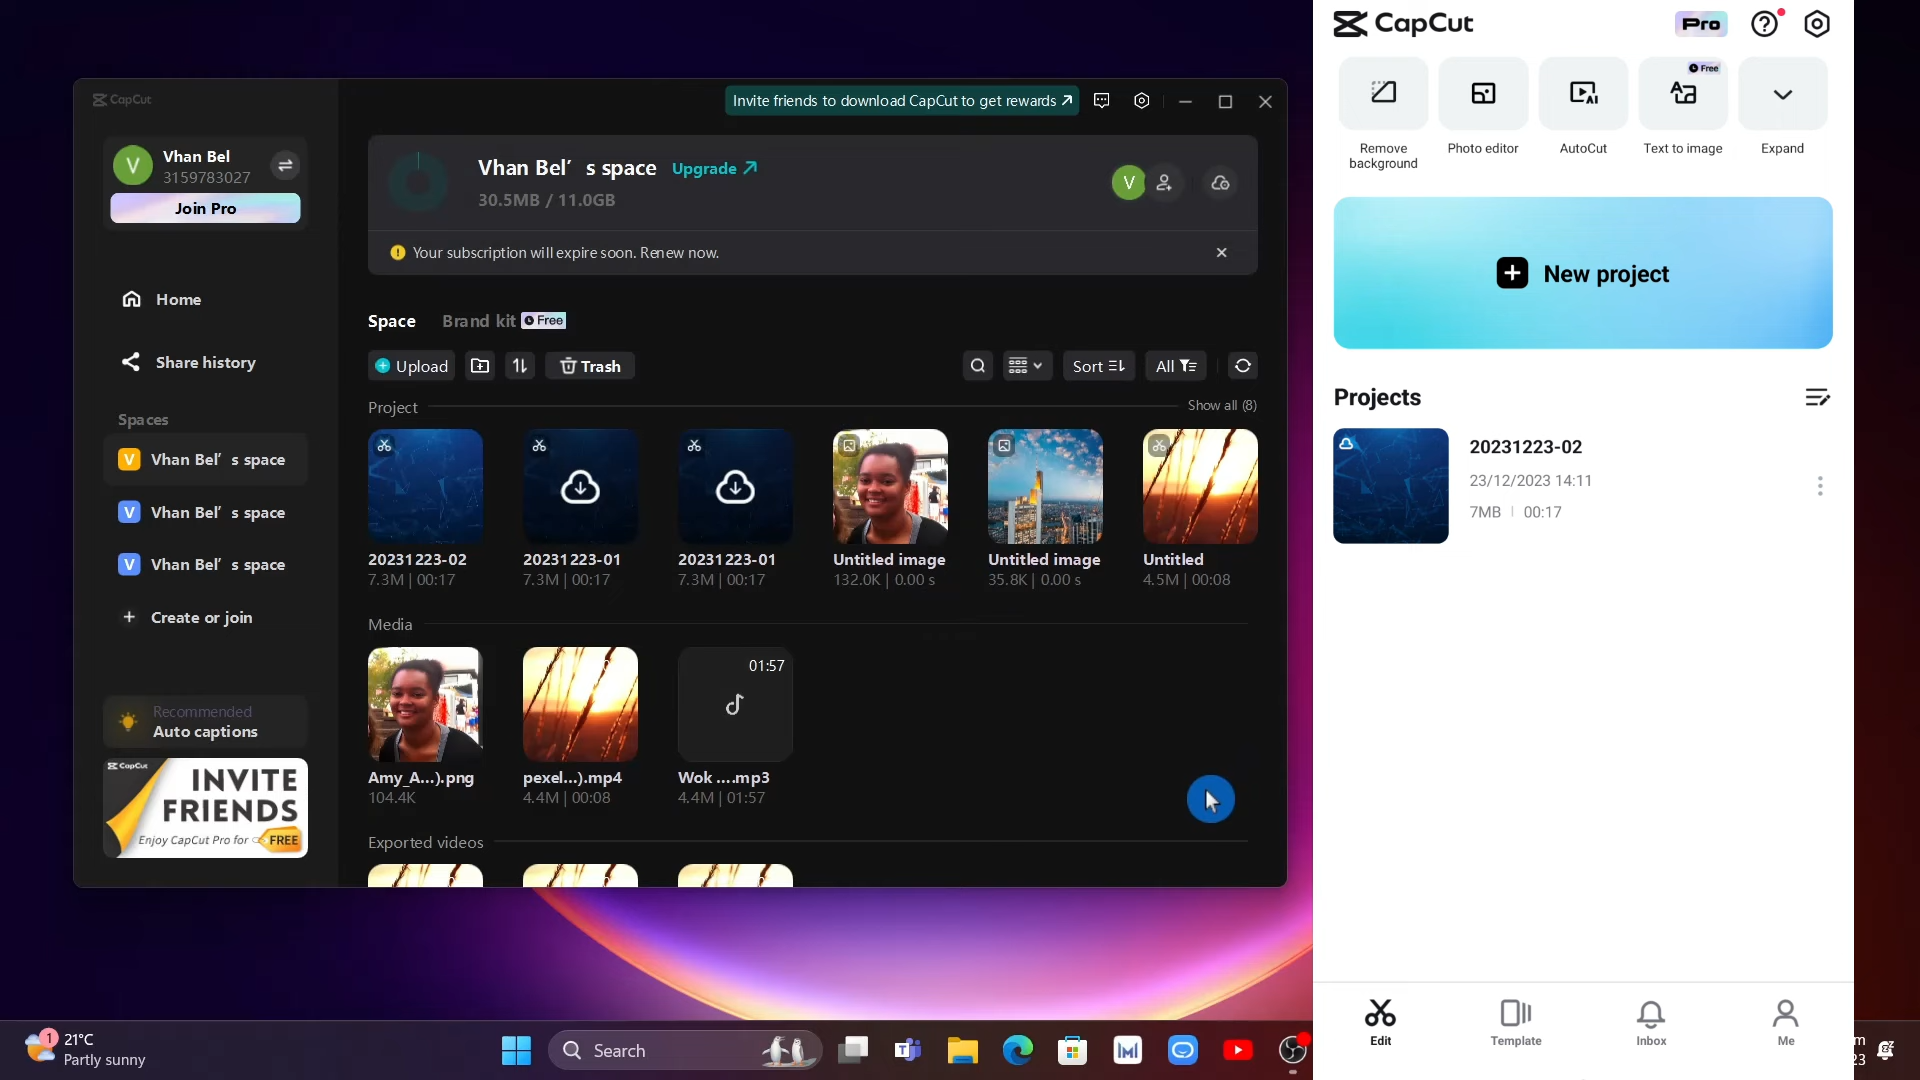 CapCut
Invite friends to download CapCut to get rewards
V
Vhan Bel
3159783027
Join Pro
Home
Share history
Spaces
V Vhan Bel’s space
V Vhan Bel’s space
V Vhan Bel’s space
Create or join
Recommended
Auto captions
CapCut
INVITE
FRIENDS
Enjoy CapCut Pro for FREE
Vhan Bel’s space Upgrade
30.5MB / 11.0GB
V
Your subscription will expire soon. Renew now.
Space Brand kit Free
Upload Trash Sort All
Project Show all (8)
20231223-02 20231223-01 20231223-01 Untitled image Untitled image Untitled
7.3M | 00:17 7.3M | 00:17 7.3M | 00:17 132.0K | 0.00 s 35.8K | 0.00 s 4.5M | 00:08
Media
01:57
Amy_A...).png pexel...).mp4 Wok ....mp3
104.4K 4.4M | 00:08 4.4M | 01:57
Exported videos
CapCut Pro
Free
Remove
background
Photo editor
AutoCut
Text to image
Expand
New project
Projects
20231223-02
23/12/2023 14:11
7MB | 00:17
Edit Template Inbox Me
1
21°C
Partly sunny
Search
m
23